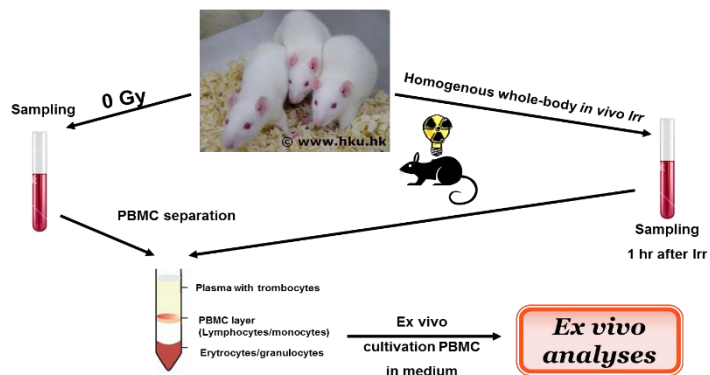 © www.hku.hk
0 Gy
Homogenous whole-body in vivo Irr
Sampling
PBMC separation
Sampling
1 hr after Irr
Plasma with trombocytes
PBMC layer
(Lymphocytes/monocytes)
Erytrocytes/granulocytes
Ex vivo
cultivation PBMC
in medium
Ex vivo
analyses